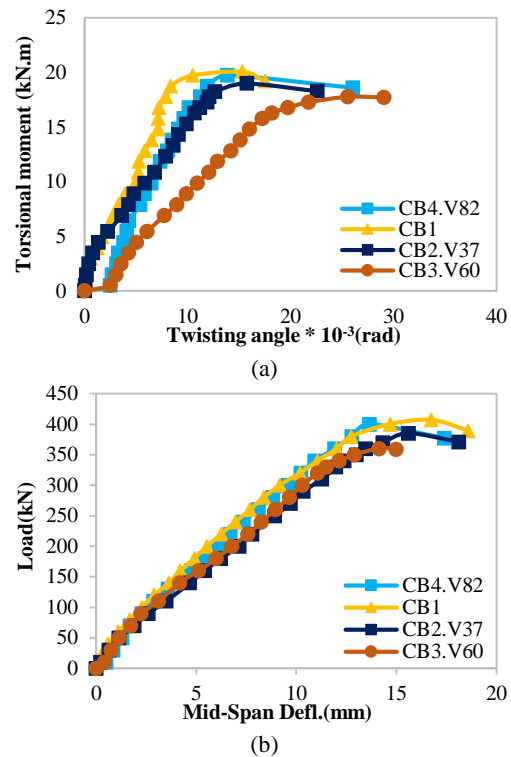 25
20
15
10
5
0
Torsional moment (kN.m)
CB4.V82
CB1
CB2.V37
CB3.V60
0 10 20 30 40
Twisting angle * 10-3(rad)
(a)
450
400
350
300
250
200
150
100
50
0
Load(kN)
CB4.V82
CB1
CB2.V37
CB3.V60
0 5 10 15 20
Mid-Span Defl.(mm)
(b)